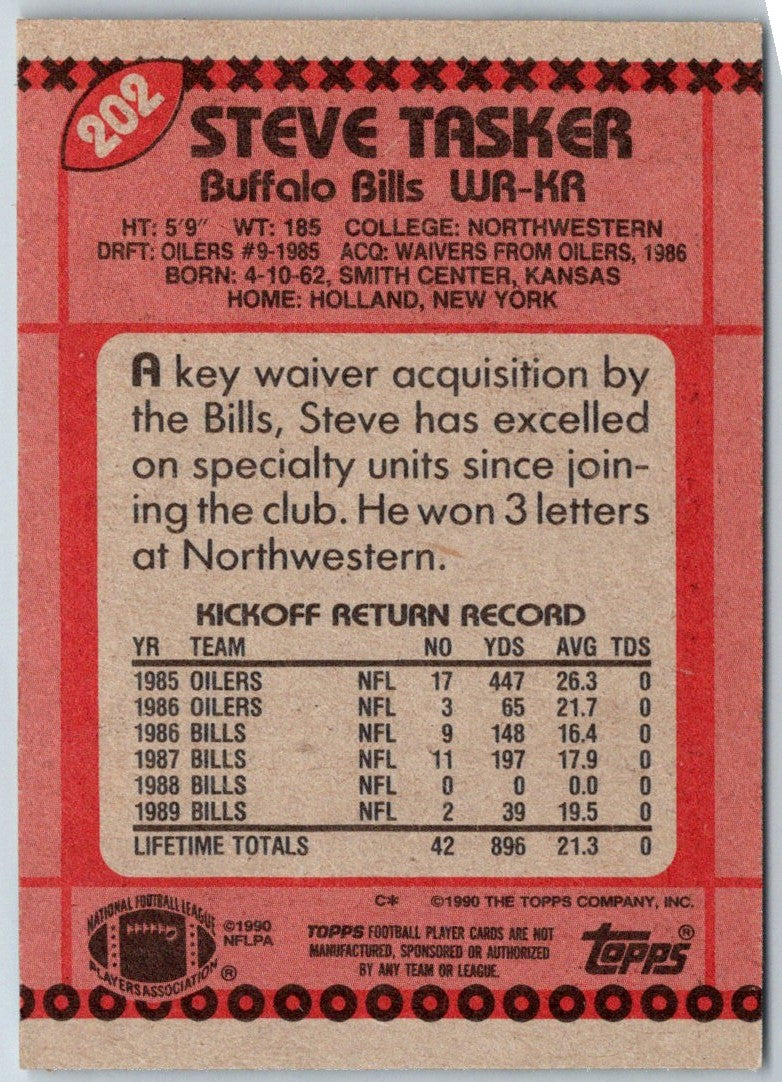 202
STEVE TASKER
Buffalo Bills WR-KR
HT: 5'9" WT: 185 COLLEGE: NORTHWESTERN
DRFT: OILERS #9-1985 ACQ: WAIVERS FROM OILERS, 1986
BORN: 4-10-62, SMITH CENTER, KANSAS
HOME: HOLLAND, NEW YORK
A key waiver acquisition by
the Bills, Steve has excelled
on specialty units since join-
ing the club. He won 3 letters
at Northwestern.
KICKOFF RETURN RECORD
YR TEAM NO YDS AVG TDS
1985 OILERS NFL 17 447 26.3 0
1986 OILERS NFL 3 65 21.7 0
1986 BILLS NFL 9 148 16.4 0
1987 BILLS NFL 11 197 17.9 0
1988 BILLS NFL 0 0 0.0 0
1989 BILLS NFL 2 39 19.5 0
LIFETIME TOTALS 42 896 21.3 0
C* ©1990 THE TOPPS COMPANY, INC.
NATIONAL FOOTBALL LEAGUE
PLAYERS ASSOCIATION ®
©1990
NFLPA
TOPPS FOOTBALL PLAYER CARDS ARE NOT
MANUFACTURED, SPONSORED OR AUTHORIZED
BY ANY TEAM OR LEAGUE.
topps ®